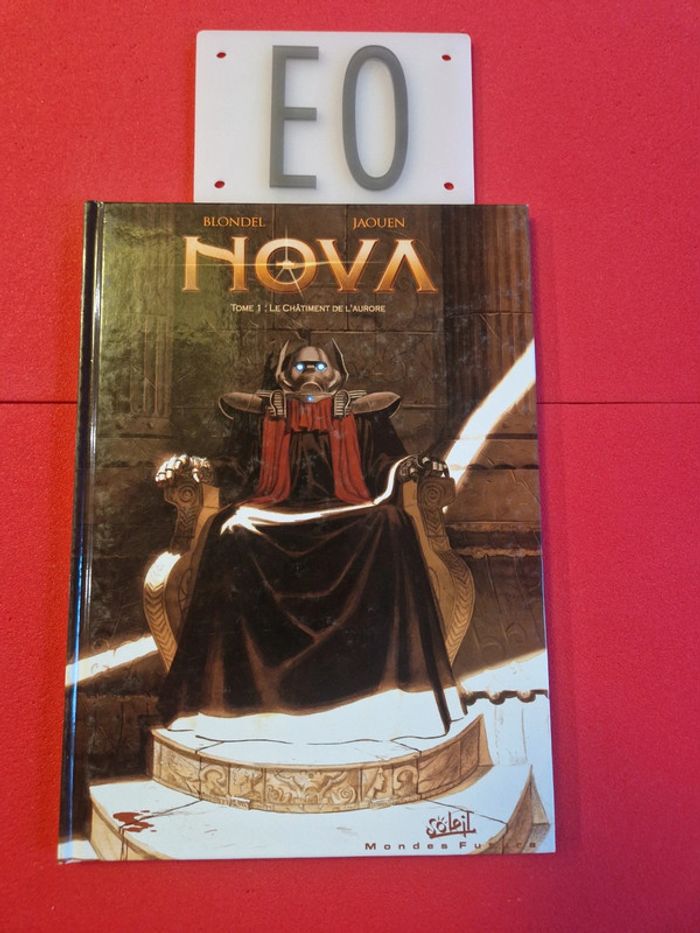 EO
BLONDEL JAOUEN
NOVA
TOME 1 : LE CHÂTIMENT DE L'AURORE
SOLEIL
Mondes Futurs